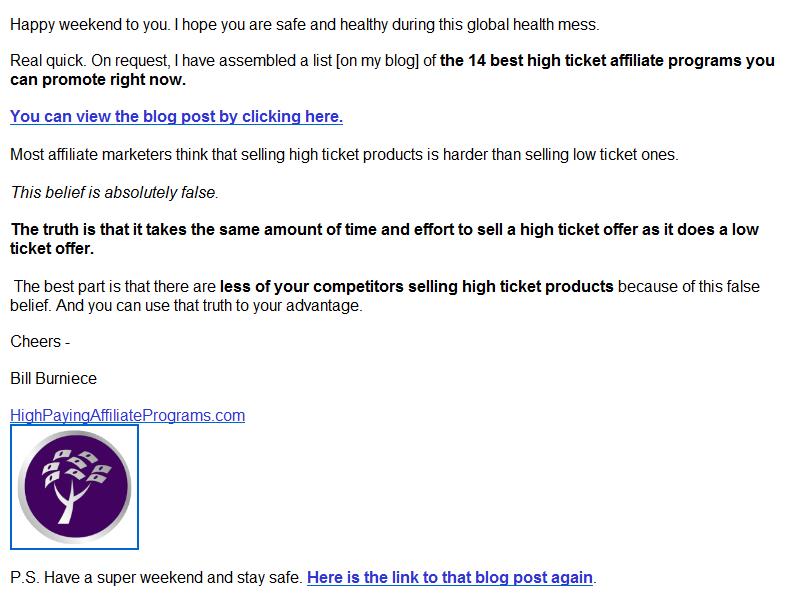 Happy weekend to you. I hope you are safe and healthy during this global health mess.
Real quick. On request, I have assembled a list [on my blog] of the 14 best high ticket affiliate programs you
can promote right now.
You can view the blog post by clicking here.
Most affiliate marketers think that selling high ticket products is harder than selling low ticket ones.
This belief is absolutely false.
The truth is that it takes the same amount of time and effort to sell a high ticket offer as it does a low
ticket offer.
The best part is that there are less of your competitors selling high ticket products because of this false
belief. And you can use that truth to your advantage.
Cheers -
Bill Burniece
HighPayingAffiliatePrograms.com
P.S. Have a super weekend and stay safe. Here is the link to that blog post again.